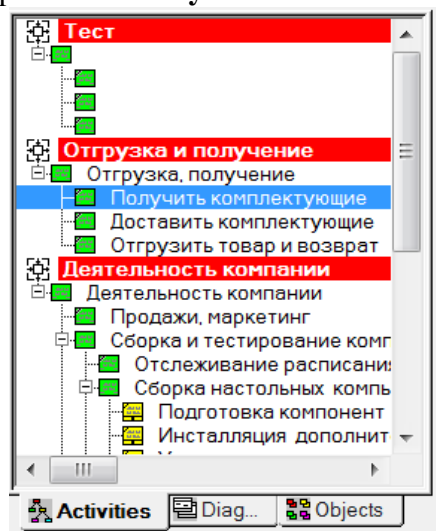 Тест
Отгрузка и получение
Отгрузка, получение
Получить комплектующие
Доставить комплектующие
Отгрузить товар и возврат
Деятельность компании
Деятельность компании
Продажи, маркетинг
Сборка и тестирование комп
Отслеживание расписани
Сборка настольных компь
Подготовка компонент
Инсталляция дополнит
Activities Diag... Objects